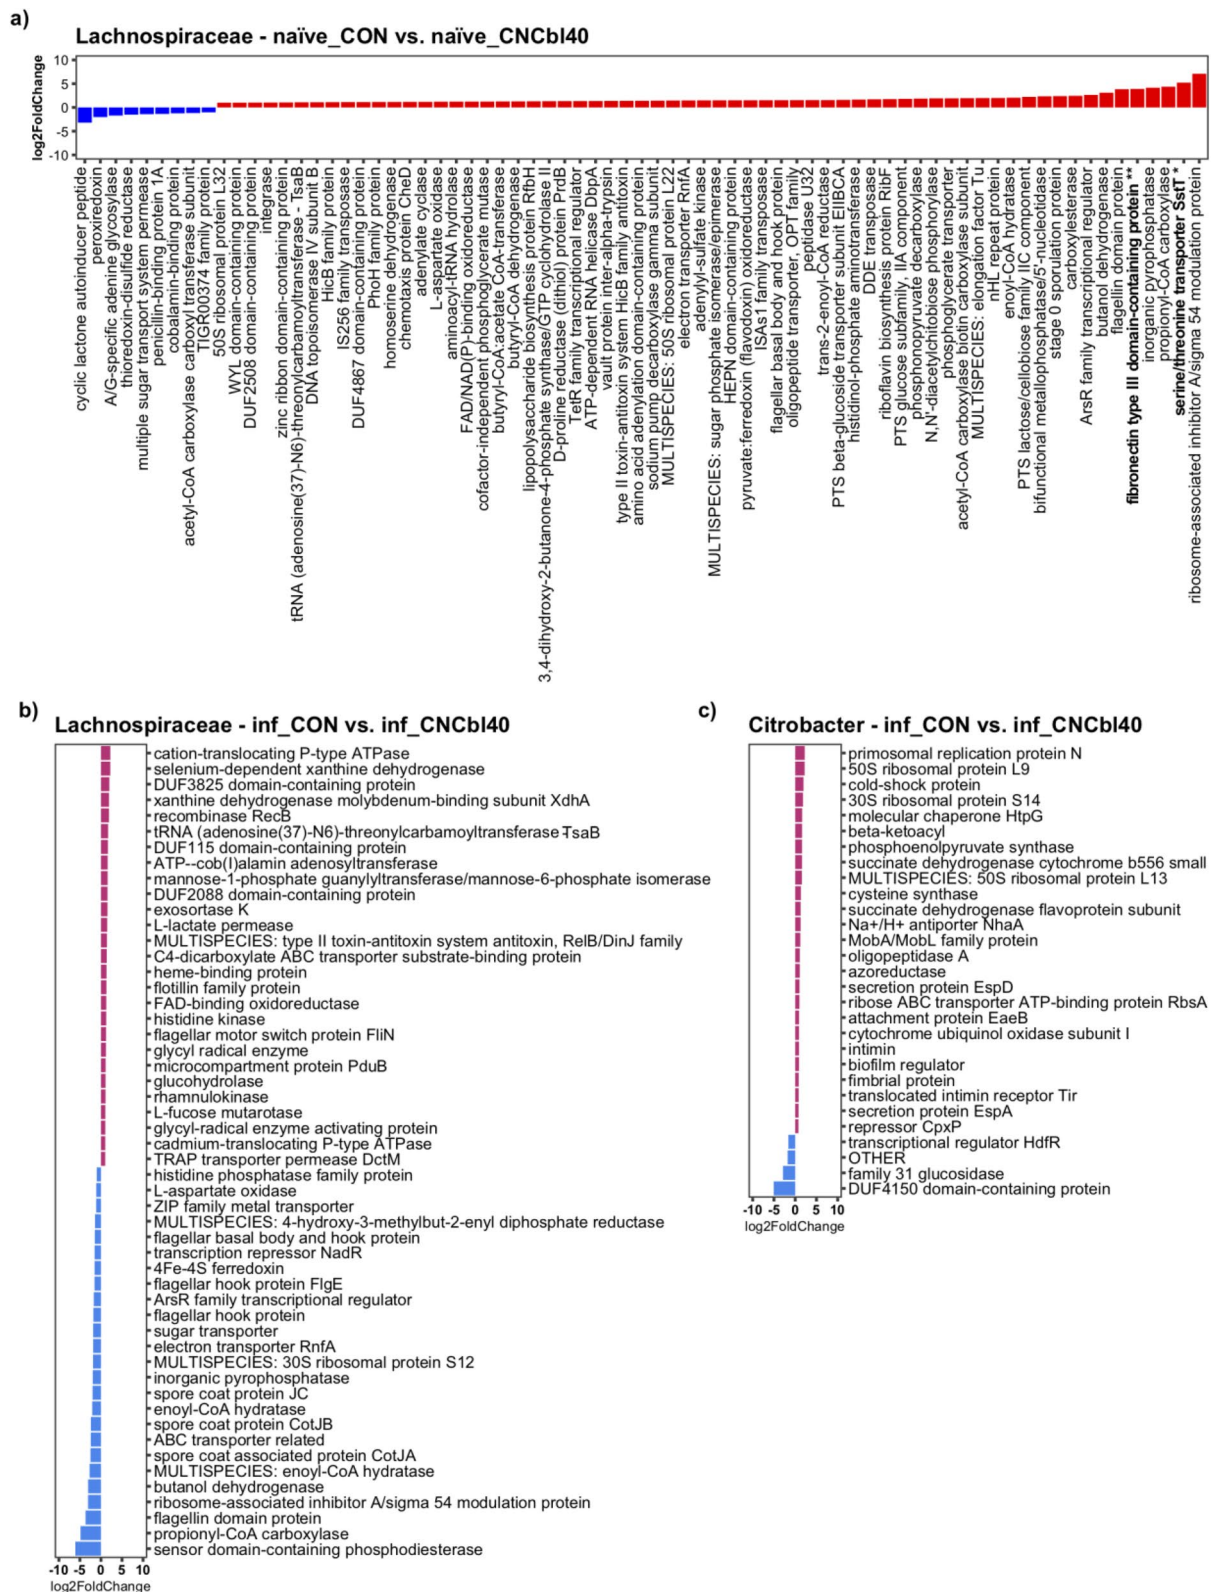 a)
Lachnospiraceae - naïve_CON vs. naïve_CNCbl40
log2FoldChange
10
5
0
-5
-10
cyclic lactone autoinducer peptide
peroxiredoxin
A/G-specific adenine glycosylase
thioredoxin-disulfide reductase
multiple sugar transport system permease
penicillin-binding protein 1A
cobalamin-binding protein
acetyl-CoA carboxyl transferase subunit
TIGR00374 family protein
50S ribosomal protein L32
WYL domain-containing protein
DUF2508 domain-containing protein
integrase
zinc ribbon domain-containing protein
tRNA (adenosine(37)-N6)-threonylcarbamoyltransferase - TsaB
DNA topoisomerase IV subunit B
HicB family protein
IS256 family transposase
DUF4867 domain-containing protein
PhoH family protein
homoserine dehydrogenase
chemotaxis protein CheD
adenylate cyclase
L-aspartate oxidase
aminoacyl-tRNA hydrolase
FAD/NAD(P)-binding oxidoreductase
cofactor-independent phosphoglycerate mutase
butyryl-CoA:acetate CoA-transferase
butyryl-CoA dehydrogenase
lipopolysaccharide biosynthesis protein RfbH
3,4-dihydroxy-2-butanone-4-phosphate synthase/GTP cyclohydrolase II
D-proline reductase (dithiol) protein PrdB
TetR family transcriptional regulator
ATP-dependent RNA helicase DbpA
vault protein inter-alpha-trypsin
type II toxin-antitoxin system HicB family antitoxin
amino acid adenylation domain-containing protein
sodium pump decarboxylase gamma subunit
MULTISPECIES: 50S ribosomal protein L22
electron transporter RnfA
adenylyl-sulfate kinase
MULTISPECIES: sugar phosphate isomerase/epimerase
HEPN domain-containing protein
pyruvate:ferredoxin (flavodoxin) oxidoreductase
ISAs1 family transposase
flagellar basal body and hook protein
oligopeptide transporter, OPT family
peptidase U32
trans-2-enoyl-CoA reductase
PTS beta-glucoside transporter subunit EIIBCA
histidinol-phosphate aminotransferase
DDE transposase
riboflavin biosynthesis protein RibF
PTS glucose subfamily, IIA component
phosphonopyruvate decarboxylase
N,N'-diacetylchitobiose phosphorylase
phosphoglycerate transporter
acetyl-CoA carboxylase biotin carboxylase subunit
MULTISPECIES: elongation factor Tu
nHL repeat protein
enoyl-CoA hydratase
PTS lactose/cellobiose family IIC component
bifunctional metallophosphatase/5'-nucleotidase
stage 0 sporulation protein
carboxylesterase
ArsR family transcriptional regulator
butanol dehydrogenase
flagellin domain protein
fibronectin type III domain-containing protein **
inorganic pyrophosphatase
propionyl-CoA carboxylase
serine/threonine transporter SstT *
ribosome-associated inhibitor A/sigma 54 modulation protein
b)
Lachnospiraceae - inf_CON vs. inf_CNCbl40
cation-translocating P-type ATPase
selenium-dependent xanthine dehydrogenase
DUF3825 domain-containing protein
xanthine dehydrogenase molybdenum-binding subunit XdhA
recombinase RecB
tRNA (adenosine(37)-N6)-threonylcarbamoyltransferase-TsaB
DUF115 domain-containing protein
ATP--cob(I)alamin adenosyltransferase
mannose-1-phosphate guanylyltransferase/mannose-6-phosphate isomerase
DUF2088 domain-containing protein
exosortase K
L-lactate permease
MULTISPECIES: type II toxin-antitoxin system antitoxin, RelB/DinJ family
C4-dicarboxylate ABC transporter substrate-binding protein
heme-binding protein
flotillin family protein
FAD-binding oxidoreductase
histidine kinase
flagellar motor switch protein FliN
glycyl radical enzyme
microcompartment protein PduB
glucohydrolase
rhamnulokinase
L-fucose mutarotase
glycyl-radical enzyme activating protein
cadmium-translocating P-type ATPase
TRAP transporter permease DctM
histidine phosphatase family protein
L-aspartate oxidase
ZIP family metal transporter
MULTISPECIES: 4-hydroxy-3-methylbut-2-enyl diphosphate reductase
flagellar basal body and hook protein
transcription repressor NadR
4Fe-4S ferredoxin
flagellar hook protein FlgE
ArsR family transcriptional regulator
flagellar hook protein
sugar transporter
electron transporter RnfA
MULTISPECIES: 30S ribosomal protein S12
inorganic pyrophosphatase
spore coat protein JC
enoyl-CoA hydratase
spore coat protein CotJB
ABC transporter related
spore coat associated protein CotJA
MULTISPECIES: enoyl-CoA hydratase
butanol dehydrogenase
ribosome-associated inhibitor A/sigma 54 modulation protein
flagellin domain protein
propionyl-CoA carboxylase
sensor domain-containing phosphodiesterase
-10 -5 0 5 10
log2FoldChange
c)
Citrobacter - inf_CON vs. inf_CNCbl40
primosomal replication protein N
50S ribosomal protein L9
cold-shock protein
30S ribosomal protein S14
molecular chaperone HtpG
beta-ketoacyl
phosphoenolpyruvate synthase
succinate dehydrogenase cytochrome b556 small
MULTISPECIES: 50S ribosomal protein L13
cysteine synthase
succinate dehydrogenase flavoprotein subunit
Na+/H+ antiporter NhaA
MobA/MobL family protein
oligopeptidase A
azoreductase
secretion protein EspD
ribose ABC transporter ATP-binding protein RbsA
attachment protein EaeB
cytochrome ubiquinol oxidase subunit I
intimin
biofilm regulator
fimbrial protein
translocated intimin receptor Tir
secretion protein EspA
repressor CpxP
transcriptional regulator HdfR
OTHER
family 31 glucosidase
DUF4150 domain-containing protein
-10 -5 0 5 10
log2FoldChange